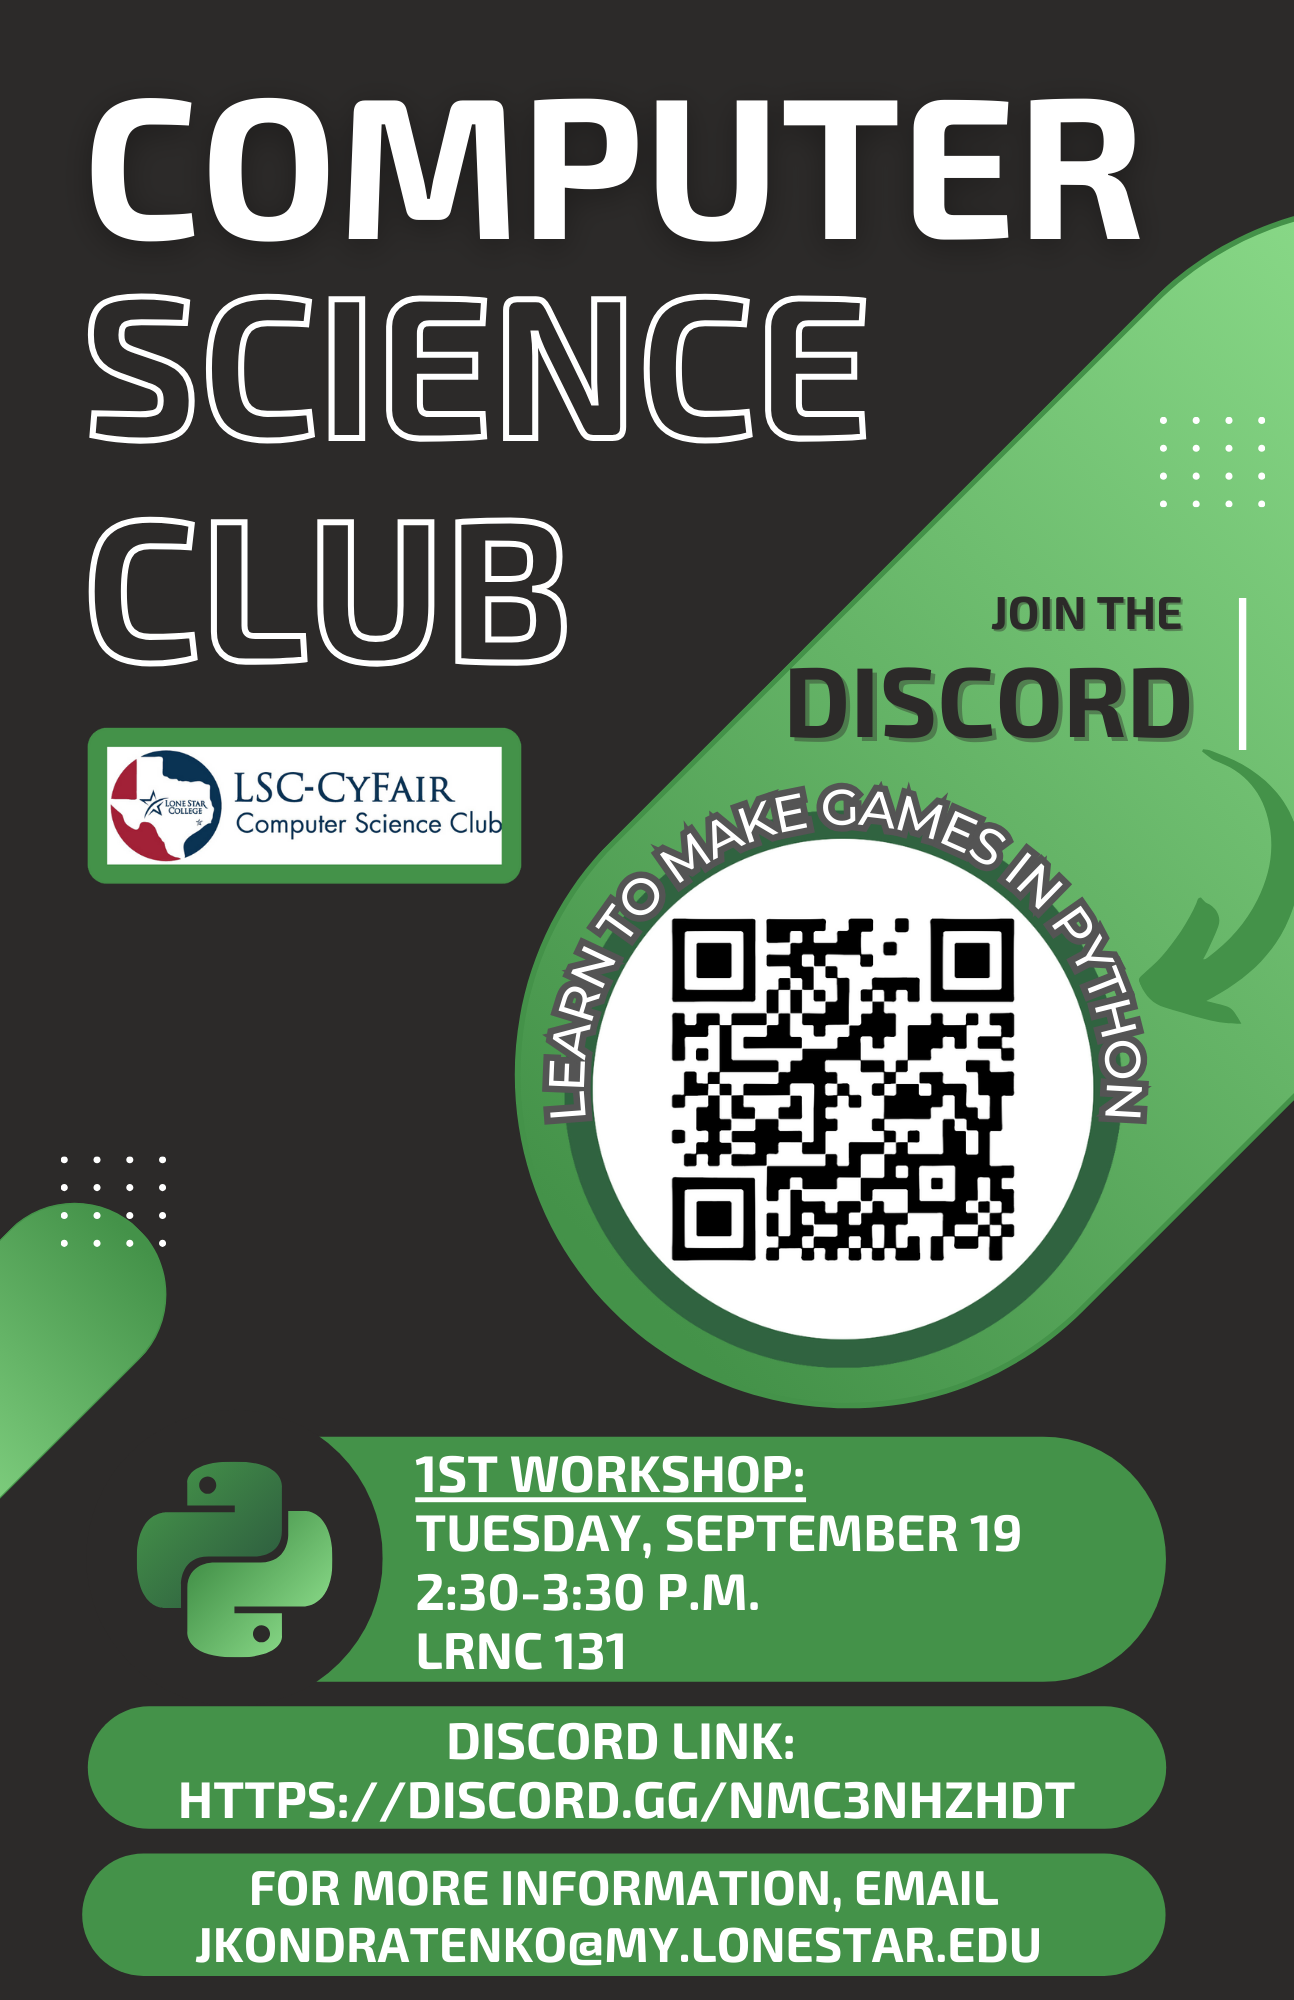 COMPUTER
SCIENCE
CLUB
JOIN THE
DISCORD
LONE STAR
COLLEGE
LSC-CYFAIR
Computer Science Club
LEARN TO MAKE GAMES IN PYTHON
1ST WORKSHOP:
TUESDAY, SEPTEMBER 19
2:30-3:30 P.M.
LRNC 131
DISCORD LINK:
HTTPS://DISCORD.GG/NMC3NHZHDT
FOR MORE INFORMATION, EMAIL
JKONDRATENKO@MY.LONESTAR.EDU